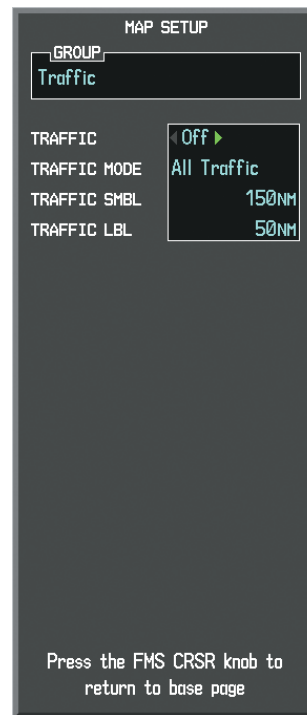 MAP SETUP
GROUP
Traffic
TRAFFIC Off
TRAFFIC MODE All Traffic
TRAFFIC SMBL 150NM
TRAFFIC LBL 50NM
Press the FMS CRSR knob to
return to base page